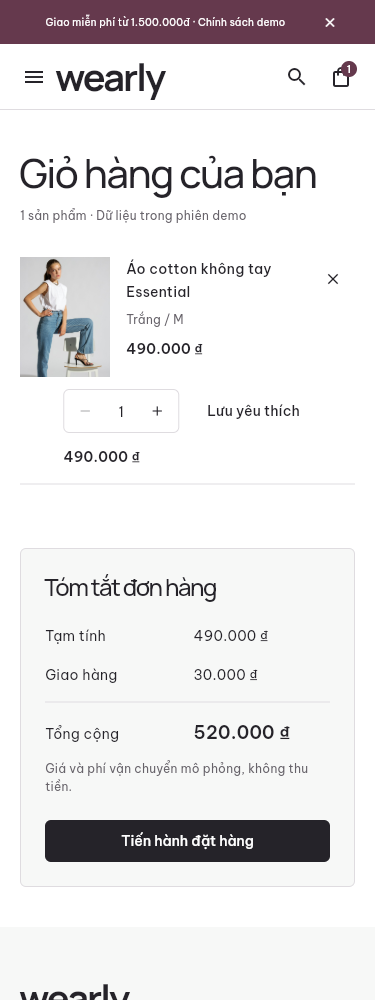 Giao miễn phí từ 1.500.000đ · Chính sách demo
wearly
1
Giỏ hàng của bạn
1 sản phẩm · Dữ liệu trong phiên demo
Áo cotton không tay
Essential
Trắng / M
490.000 ₫
1
Lưu yêu thích
490.000 ₫
Tóm tắt đơn hàng
Tạm tính 490.000 ₫
Giao hàng 30.000 ₫
Tổng cộng 520.000 ₫
Giá và phí vận chuyển mô phỏng, không thu
tiền.
Tiến hành đặt hàng
wearly